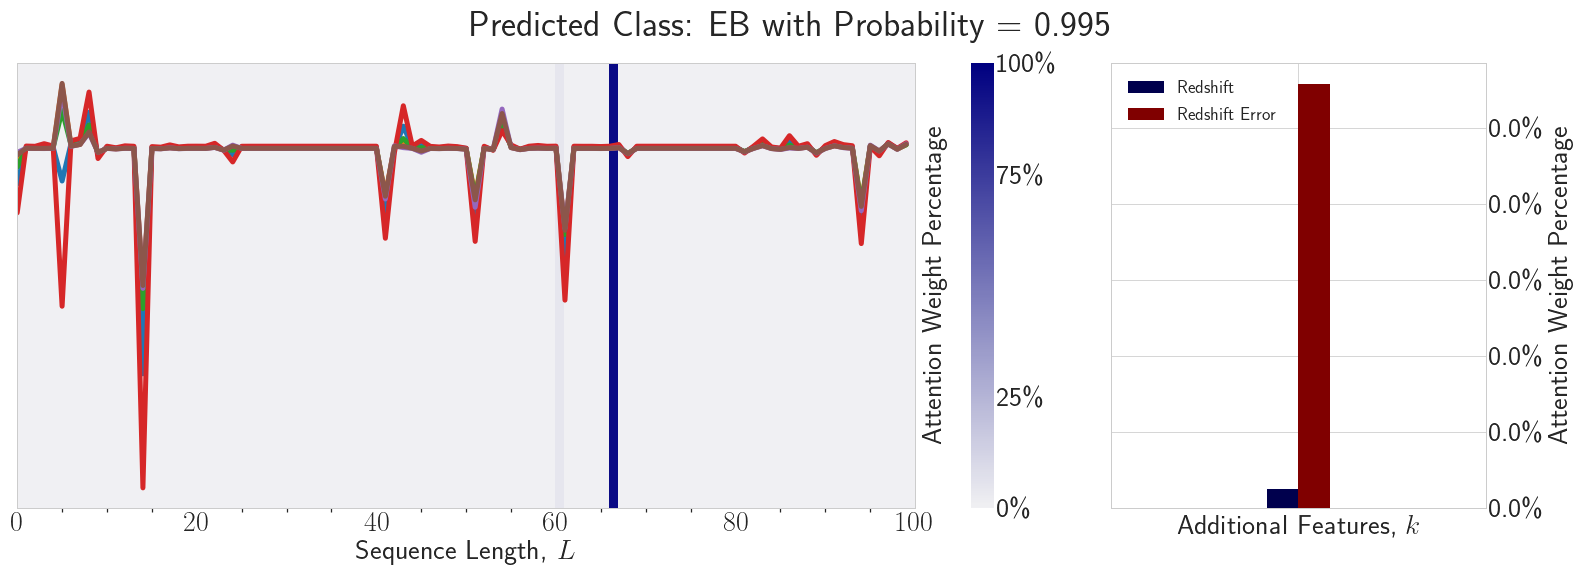 Predicted Class: EB with Probability = 0.995
0
20
40
60
80
100
Sequence Length, L
100%
75%
25%
0%
Attention Weight Percentage
Redshift
Redshift Error
0.0%
0.0%
0.0%
0.0%
0.0%
0.0%
Attention Weight Percentage
Additional Features, k